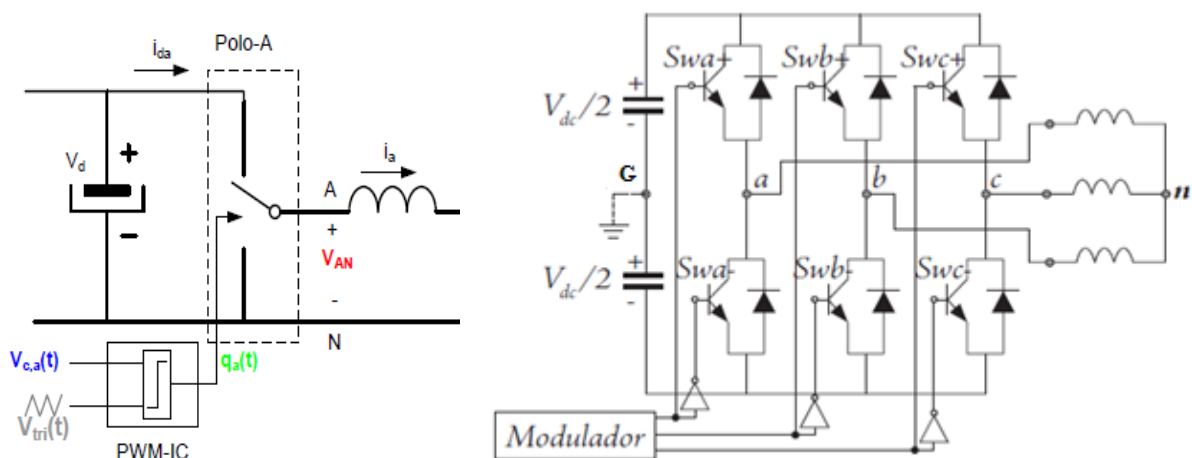 Polo-A
i_da
V_d
+
−
A
i_a
+
V_AN
-
N
V_c,a(t)
q_a(t)
V_tri(t)
PWM-IC
Swa+
Swb+
Swc+
+
V_dc/2
-
G
a
b
c
n
+
V_dc/2
-
Swa-
Swb-
Swc-
Modulador